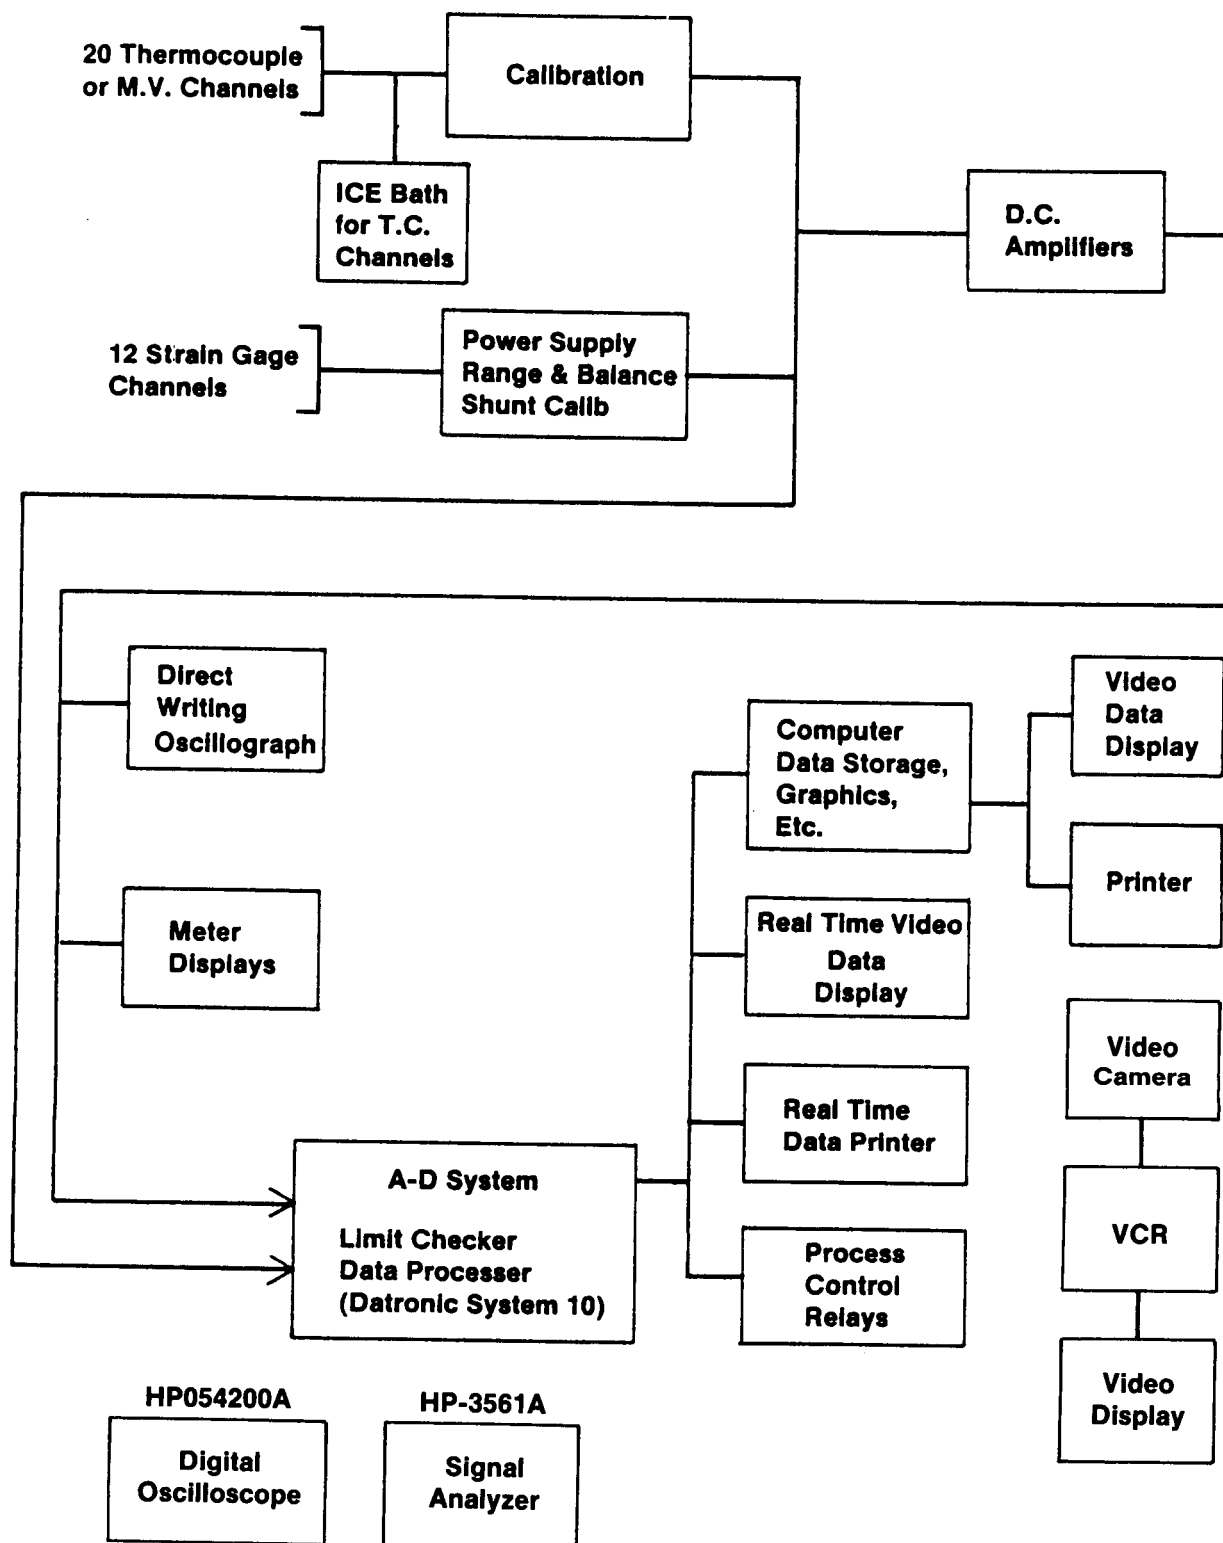 20 Thermocouple
or M.V. Channels
Calibration
ICE Bath
for T.C.
Channels
D.C.
Amplifiers
12 Strain Gage
Channels
Power Supply
Range & Balance
Shunt Calib
Direct
Writing
Oscillograph
Meter
Displays
Computer
Data Storage,
Graphics,
Etc.
Video
Data
Display
Printer
Real Time Video
Data
Display
Real Time
Data Printer
Process
Control
Relays
A-D System
Limit Checker
Data Processer
(Datronic System 10)
Video
Camera
VCR
Video
Display
HP054200A
Digital
Oscilloscope
HP-3561A
Signal
Analyzer